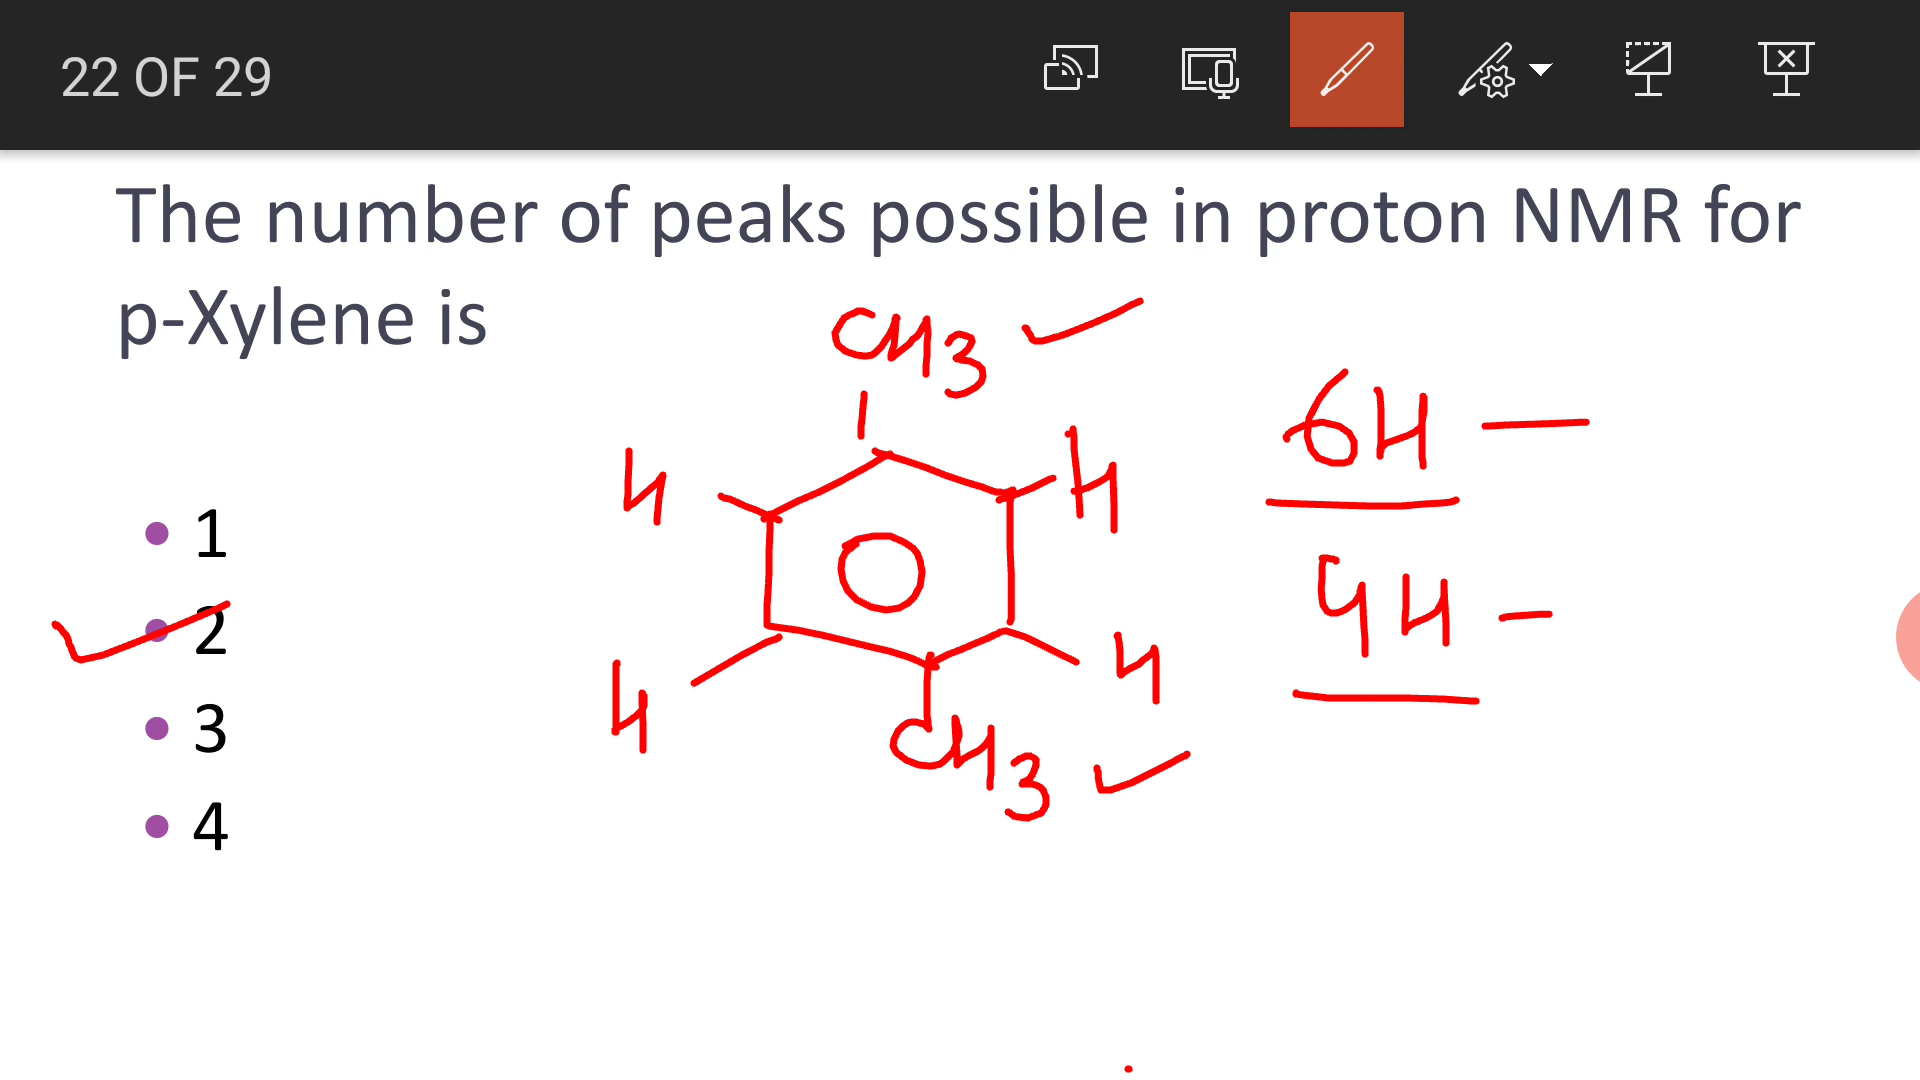 22 OF 29
The number of peaks possible in proton NMR for
p-Xylene is
CH3
H
H
6H —
• 1
• 2
• 3
• 4
4H -
H
H
CH3